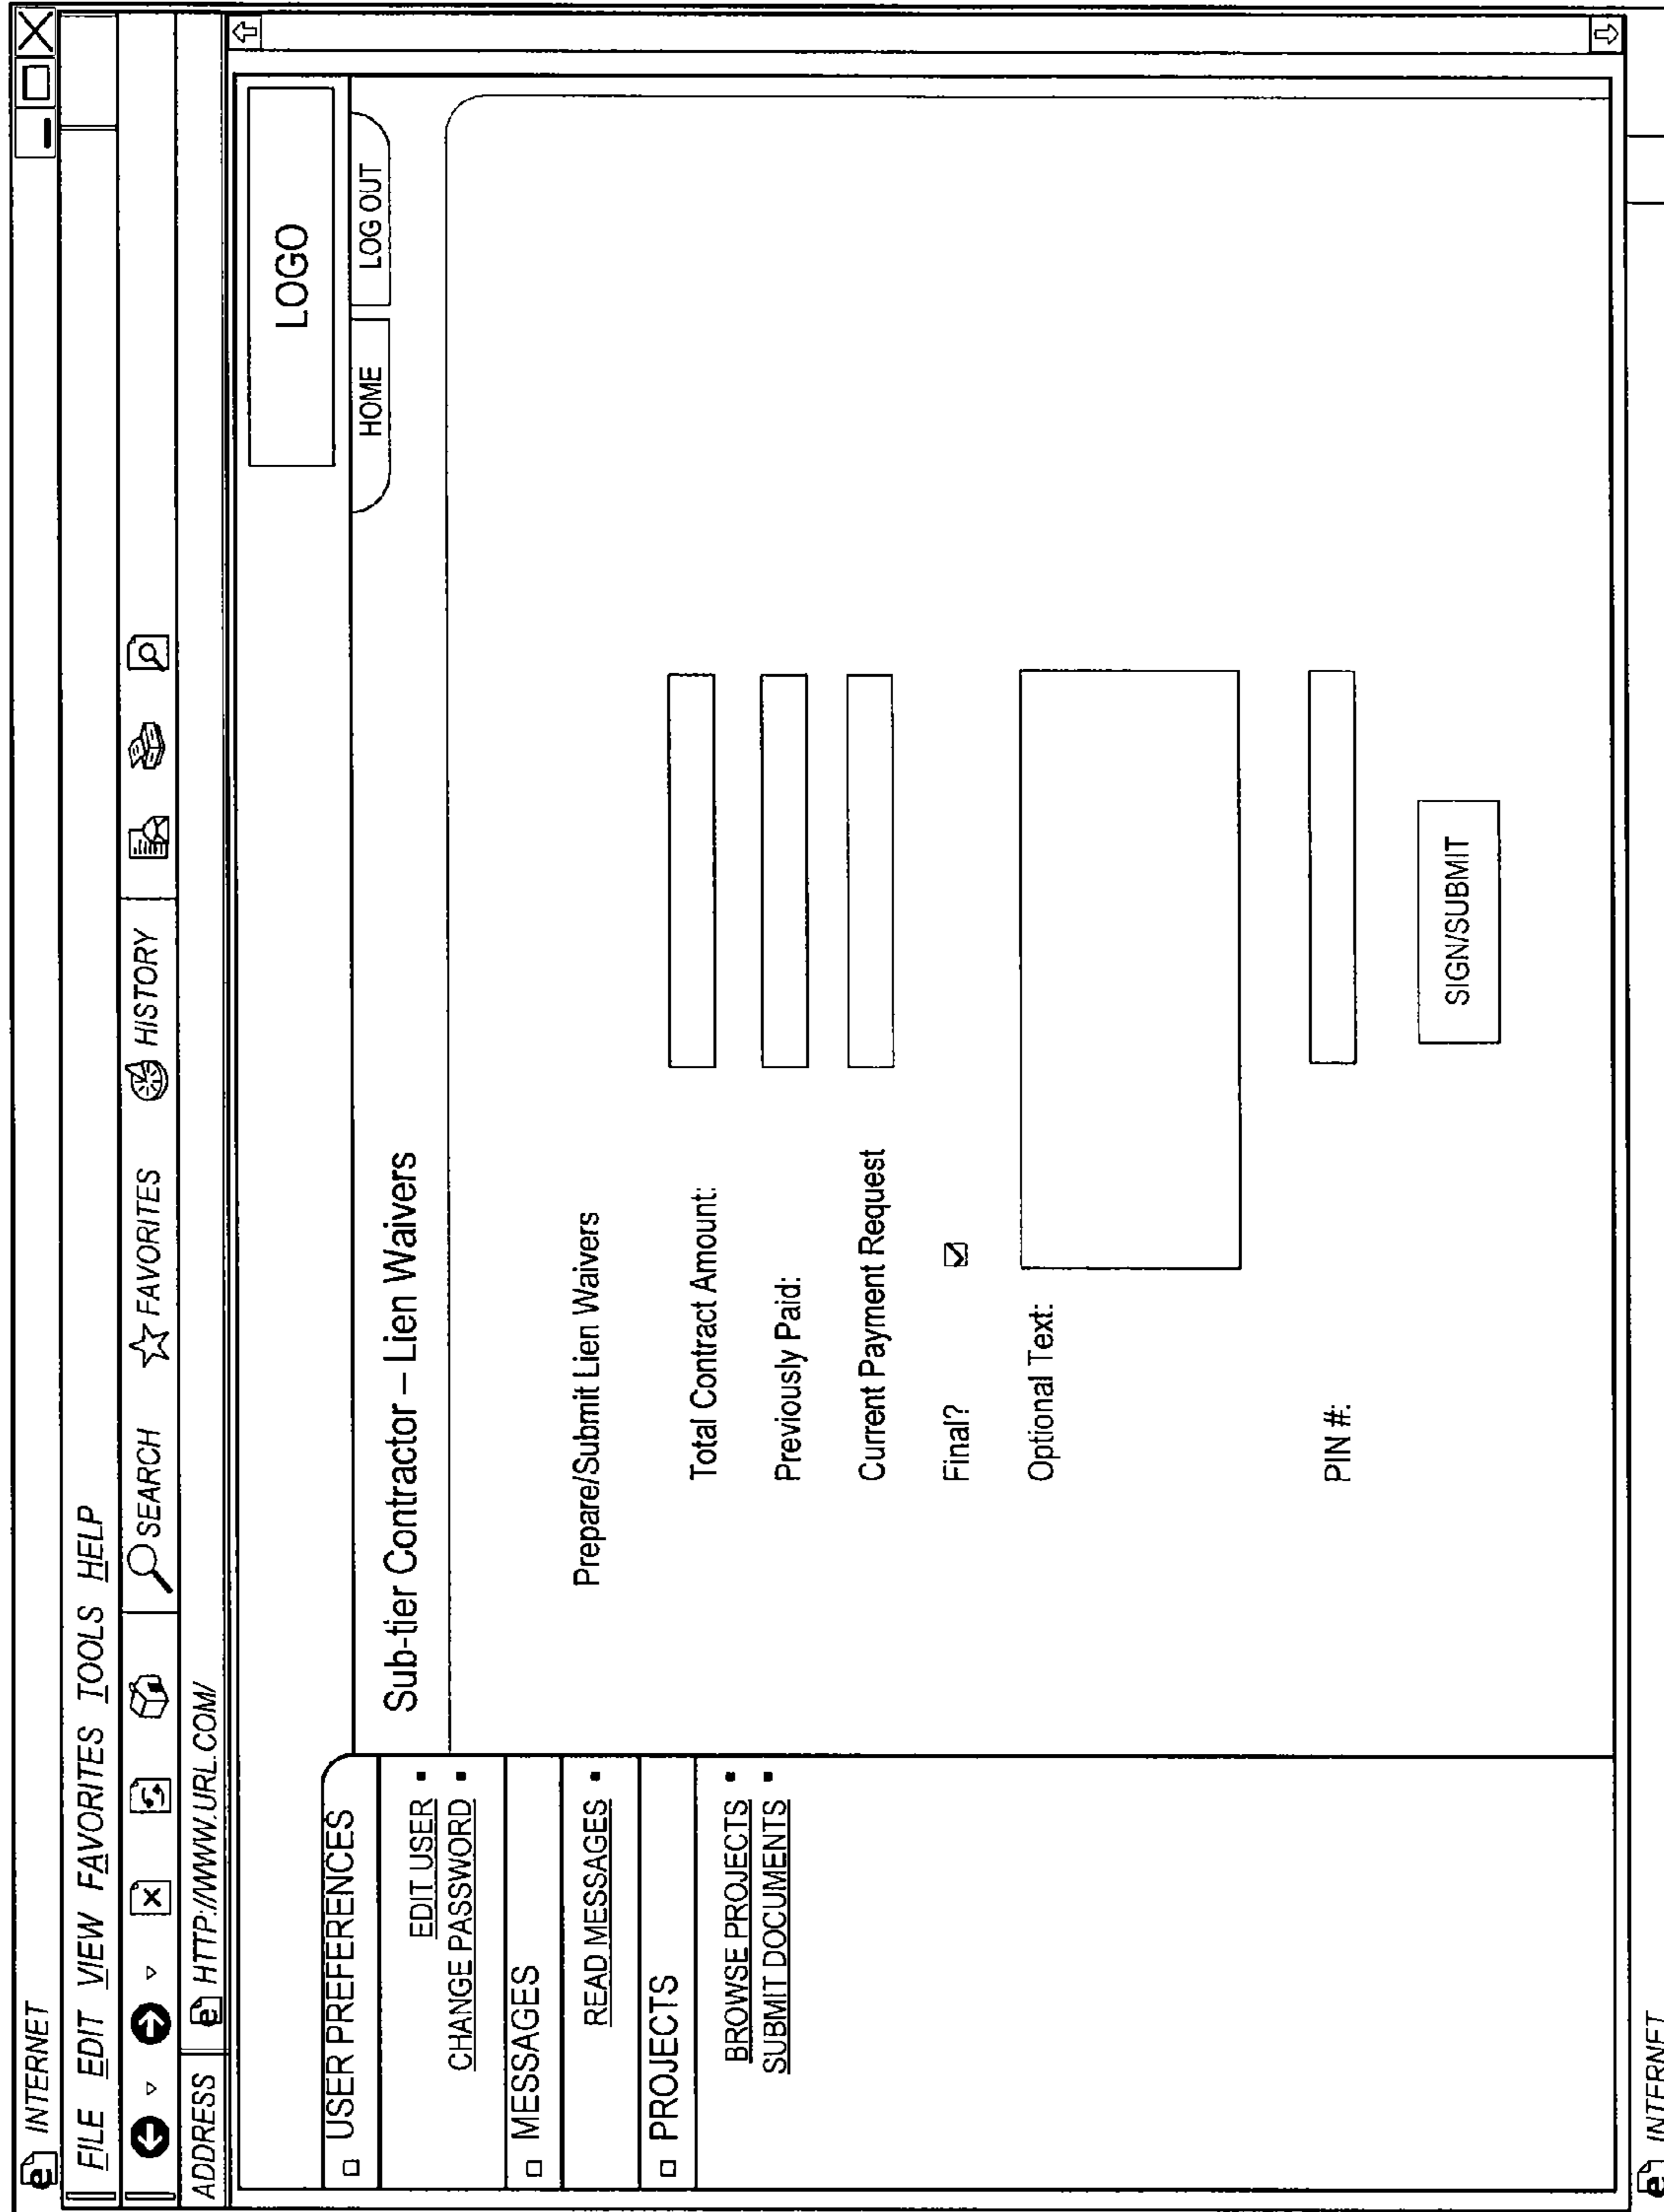 INTERNET
FILE EDIT VIEW FAVORITES TOOLS HELP
SEARCH FAVORITES HISTORY
ADDRESS HTTP://WWW.URL.COM/
LOGO
HOME LOG OUT
USER PREFERENCES
EDIT USER
CHANGE PASSWORD
MESSAGES
READ MESSAGES
PROJECTS
BROWSE PROJECTS
SUBMIT DOCUMENTS
Sub-tier Contractor – Lien Waivers
Prepare/Submit Lien Waivers
Total Contract Amount:
Previously Paid:
Current Payment Request
Final?
Optional Text:
PIN #:
SIGN/SUBMIT
INTERNET